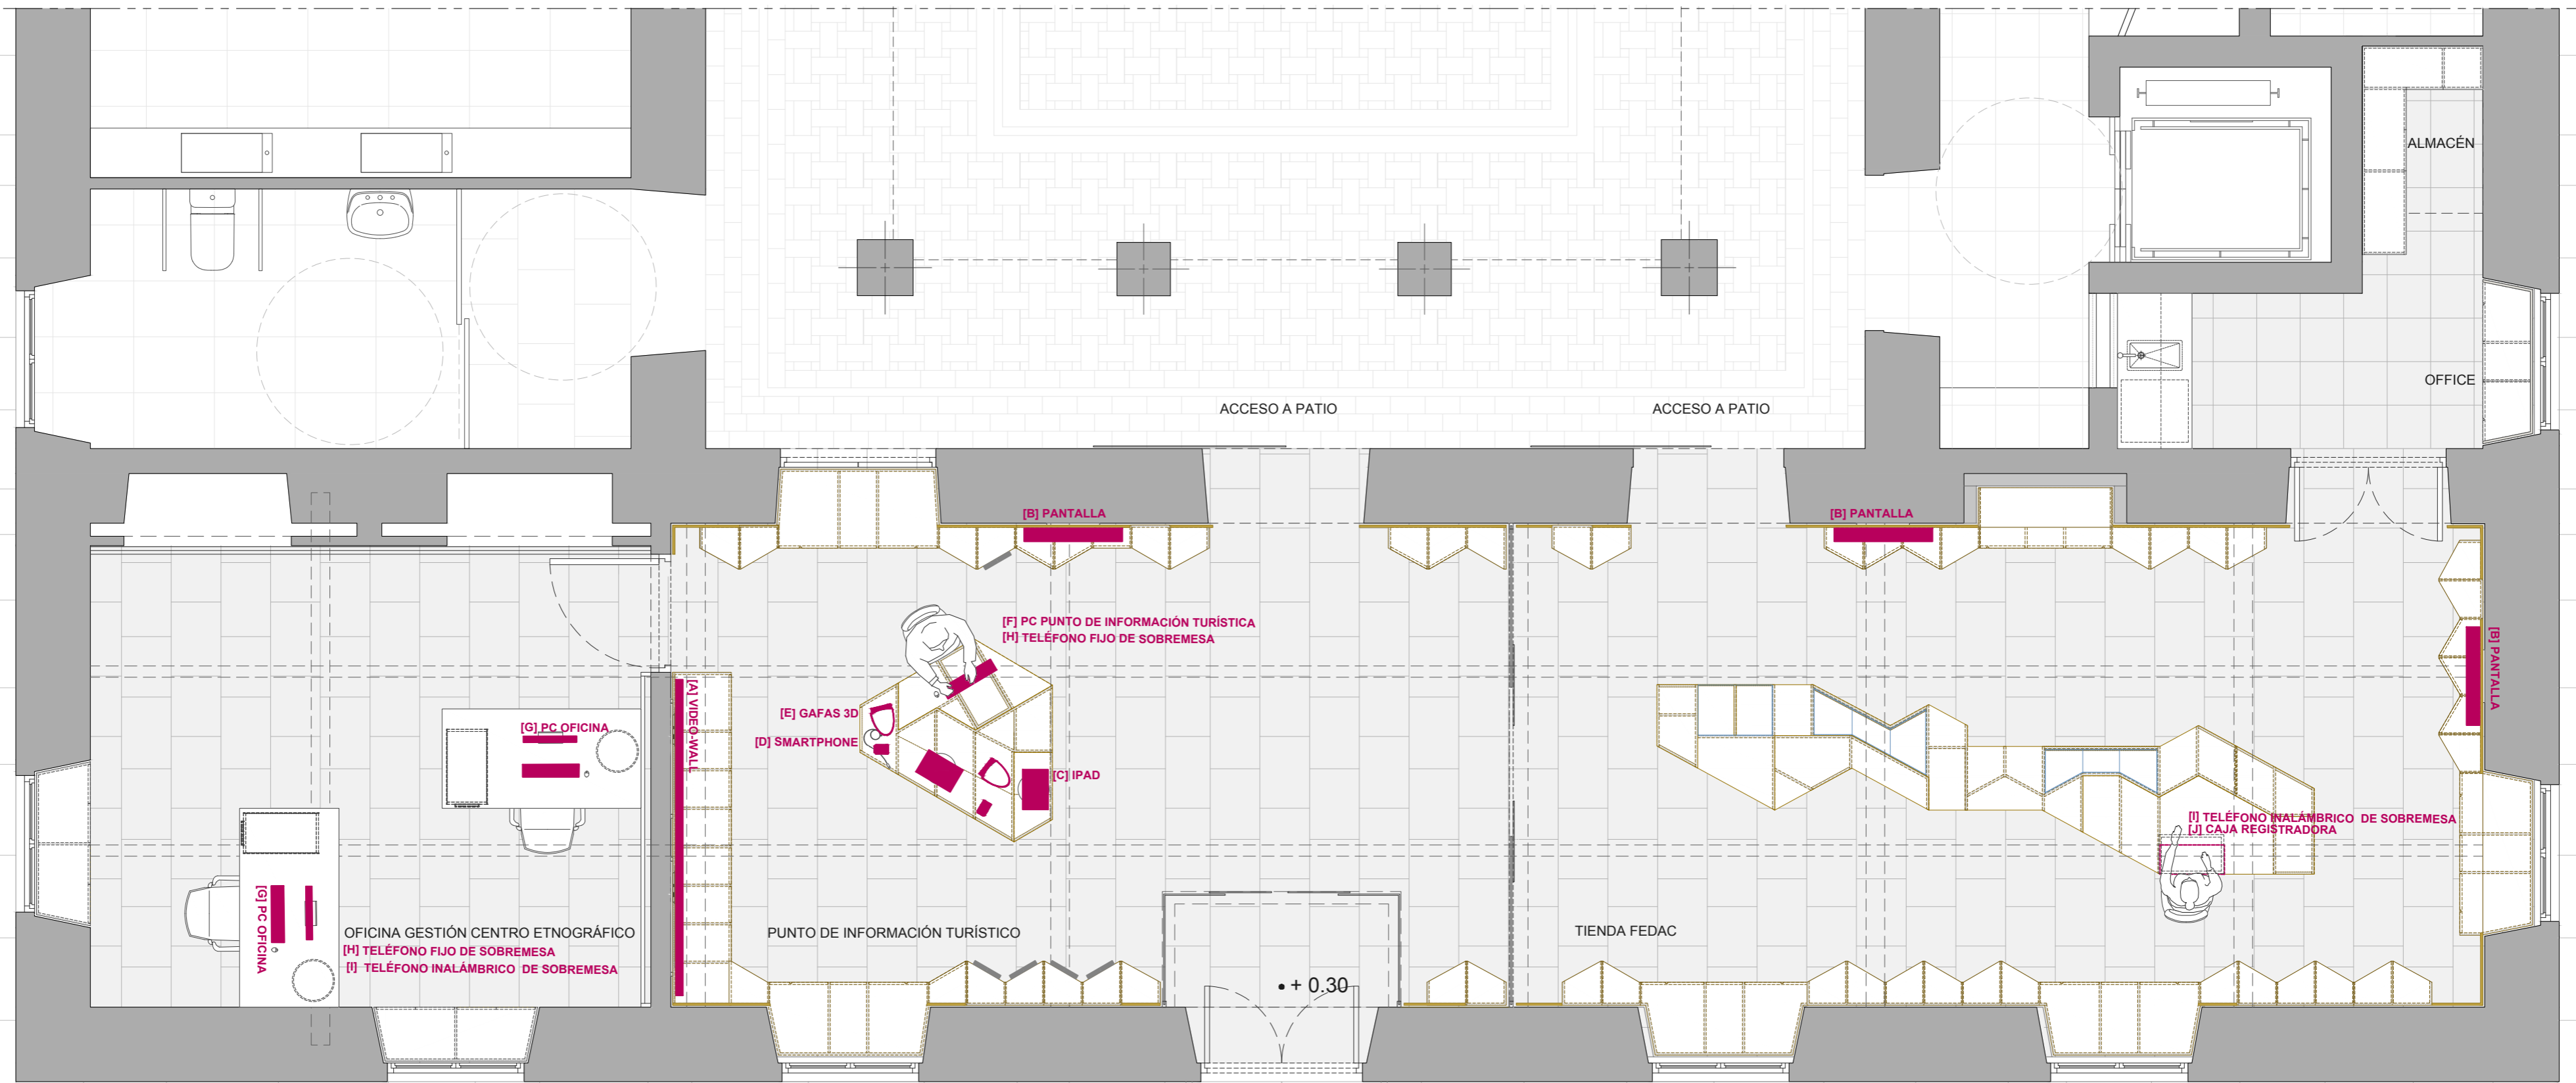 ALMACÉN
OFFICE
ACCESO A PATIO
ACCESO A PATIO
[B] PANTALLA
[B] PANTALLA
[B] PANTALLA
[F] PC PUNTO DE INFORMACIÓN TURÍSTICA
[H] TELÉFONO FIJO DE SOBREMESA
[A] VIDEO-WALL
[E] GAFAS 3D
[D] SMARTPHONE
[C] IPAD
[G] PC OFICINA
[G] PC OFICINA
[I] TELÉFONO INALÁMBRICO DE SOBREMESA
[J] CAJA REGISTRADORA
OFICINA GESTIÓN CENTRO ETNOGRÁFICO
[H] TELÉFONO FIJO DE SOBREMESA
[I] TELÉFONO INALÁMBRICO DE SOBREMESA
PUNTO DE INFORMACIÓN TURÍSTICO
TIENDA FEDAC
+ 0.30